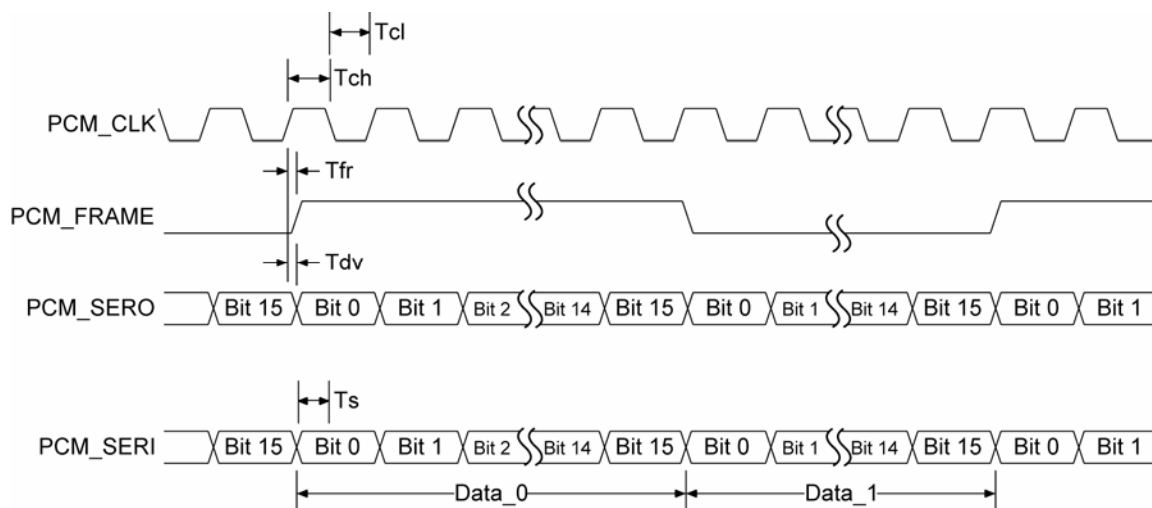 Tcl
Tch
PCM_CLK
Tfr
PCM_FRAME
Tdv
PCM_SERO Bit 15 Bit 0 Bit 1 Bit 2 Bit 14 Bit 15 Bit 0 Bit 1 Bit 14 Bit 15 Bit 0 Bit 1
Ts
PCM_SERI Bit 15 Bit 0 Bit 1 Bit 2 Bit 14 Bit 15 Bit 0 Bit 1 Bit 14 Bit 15 Bit 0 Bit 1
Data_0 Data_1